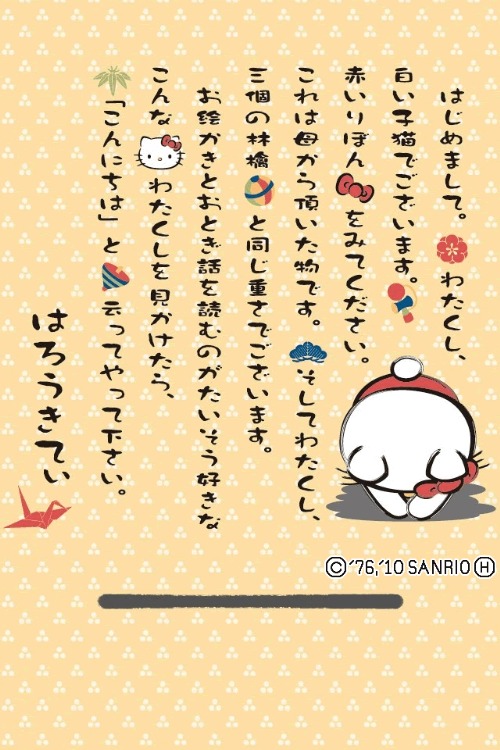 はじめまして。わたくし、
白い子猫でございます。
赤いりぼんをみてください。
これは母から頂いた物です。そしてわたくし、
三個の林檎と同じ重さでございます。
お絵かきとおとぎ話を読むのがたいそう好きな
こんなわたくしを見かけたら、
「こんにちは」と云ってやって下さい。
はろうきてぃ
©'76,'10 SANRIO Ⓗ